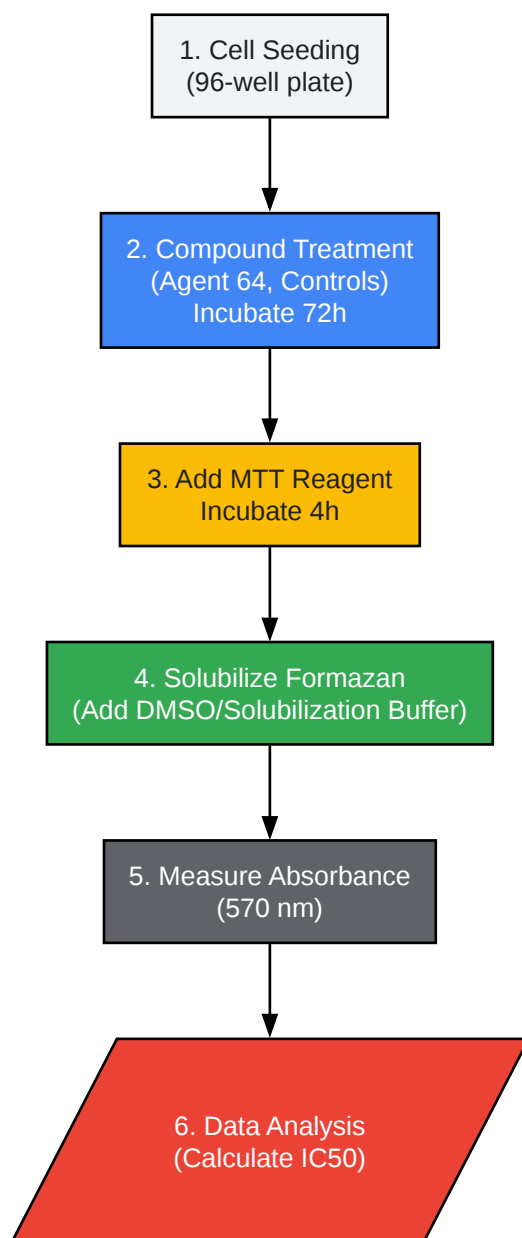 1. Cell Seeding
(96-well plate)
2. Compound Treatment
(Agent 64, Controls)
Incubate 72h
3. Add MTT Reagent
Incubate 4h
4. Solubilize Formazan
(Add DMSO/Solubilization Buffer)
5. Measure Absorbance
(570 nm)
6. Data Analysis
(Calculate IC50)